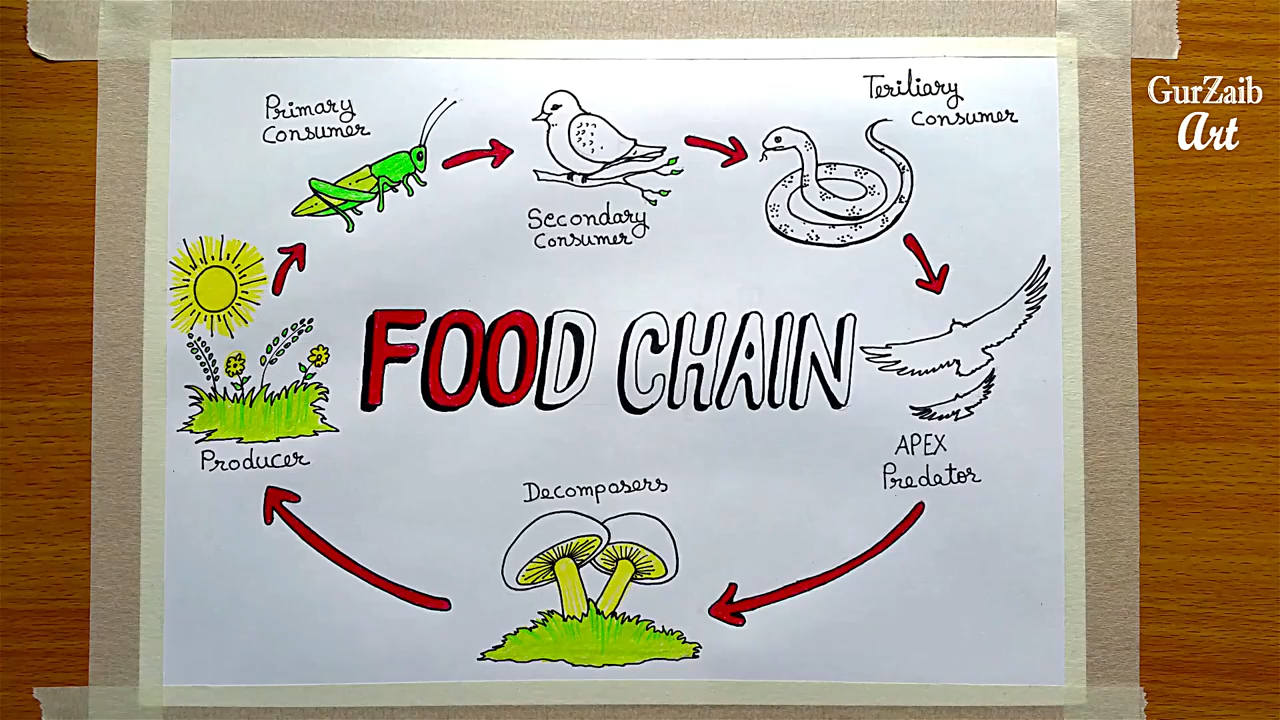 Primary
Consumer
Secondary
Consumer
Teriliary
Consumer
GurZaib
Art
FOOD CHAIN
Producer
APEX
Predator
Decomposers